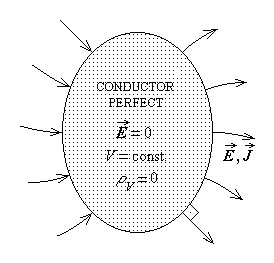 CONDUCTOR
PERFECT
E⃗ = 0
V = const.
ρV = 0
E⃗, J⃗